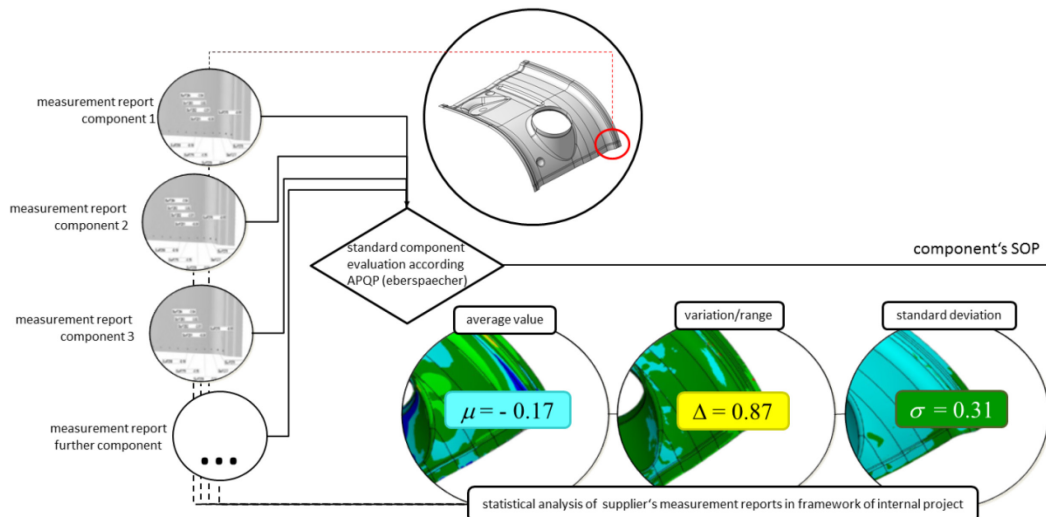 measurement report
component 1
measurement report
component 2
measurement report
component 3
measurement report
further component
...
standard component
evaluation according
APQP (eberspaecher)
component‘s SOP
average value
μ = - 0.17
variation/range
Δ = 0.87
standard deviation
σ = 0.31
statistical analysis of supplier‘s measurement reports in framework of internal project